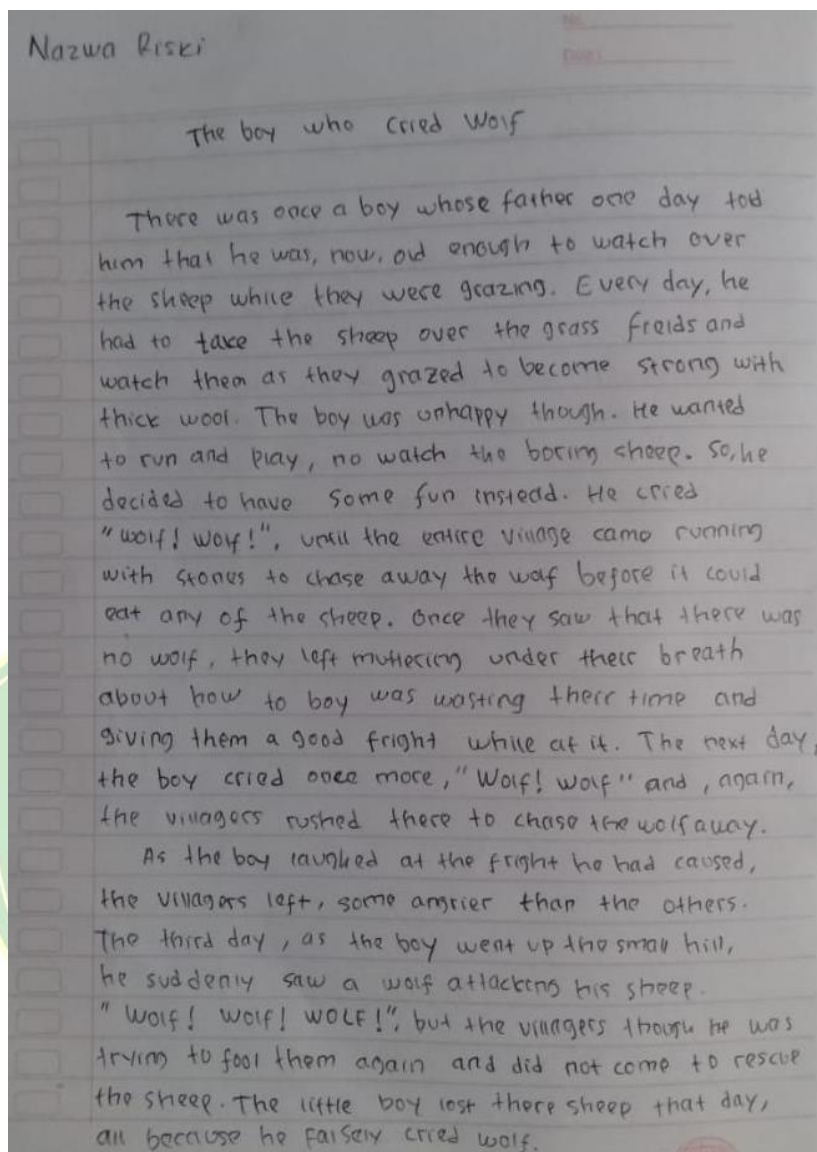 No:
Date:
Nazwa Riski
The boy who cried Wolf
There was once a boy whose father one day tod
him that he was, now, old enough to watch over
the sheep while they were grazing. Every day, he
had to take the sheep over the grass freids and
watch them as they grazed to become strong with
thick wool. The boy was unhappy though. He wanted
to run and play, no watch the boring sheep. So, he
decided to have some fun instead. He cried
"Wolf! Wolf!", until the entire village came running
with stones to chase away the wolf before it could
eat any of the sheep. Once they saw that there was
no wolf, they left muttering under their breath
about how to boy was wasting their time and
giving them a good fright while at it. The next day,
the boy cried once more, "Wolf! wolf" and, again,
the villagers rushed there to chase the wolf away.
As the boy laughed at the fright he had caused,
the villagers left, some angrier than the others.
The third day, as the boy went up the small hill,
he suddenly saw a wolf attacking his sheep.
"Wolf! Wolf! WOLF!", but the villagers though he was
trying to fool them again and did not come to rescue
the sheep. The little boy lost there sheep that day,
all because he falsely cried wolf.